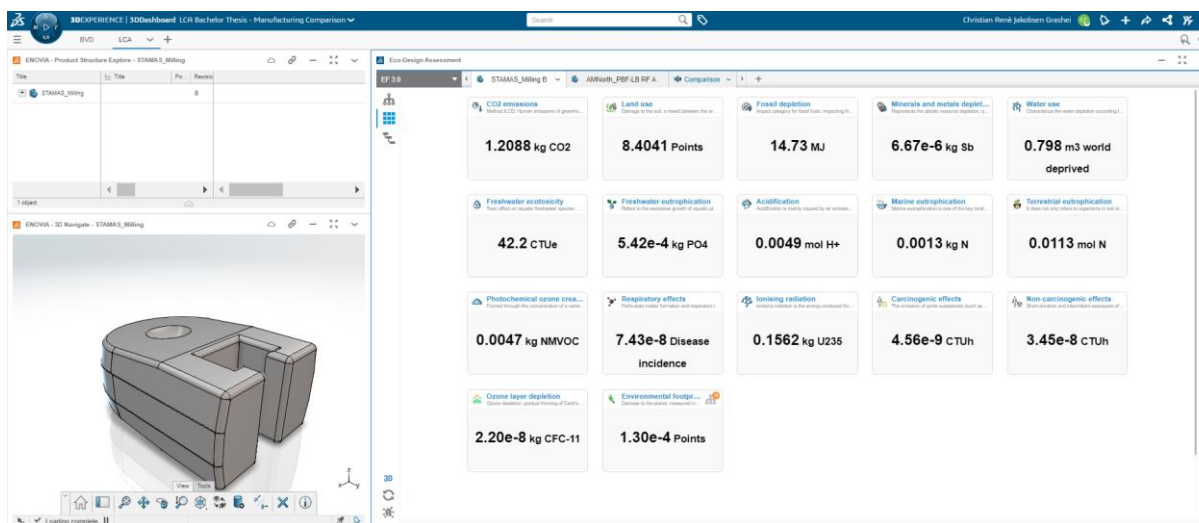 3DEXPERIENCE | 3DDashboard LCA Bachelor Thesis - Manufacturing Comparison
Search
Christian Renè Jakobsen Grashei
BVD LCA
ENOVIA - Product Structure Explore - STAMAS_Milling
Title Title Po... Revisio
STAMAS_Milling B
1 object
ENOVIA - 3D Navigate - STAMAS_Milling
View Tools
Loading complete
Eco-Design Assessment
EF 3.0 STAMAS_Milling B AMNorth_PBF-LB RF A Comparison
CO2 emissions
1.2088 kg CO2
Land use
8.4041 Points
Fossil depletion
14.73 MJ
Minerals and metals deplet...
6.67e-6 kg Sb
Water use
0.798 m3 world
deprived
Freshwater ecotoxicity
42.2 CTUe
Freshwater eutrophication
5.42e-4 kg PO4
Acidification
0.0049 mol H+
Marine eutrophication
0.0013 kg N
Terrestrial eutrophication
0.0113 mol N
Photochemical ozone crea...
0.0047 kg NMVOC
Respiratory effects
7.43e-8 Disease
incidence
Ionising radiation
0.1562 kg U235
Carcinogenic effects
4.56e-9 CTUh
Non-carcinogenic effects
3.45e-8 CTUh
Ozone layer depletion
2.20e-8 kg CFC-11
Environmental footpr...
1.30e-4 Points
3D